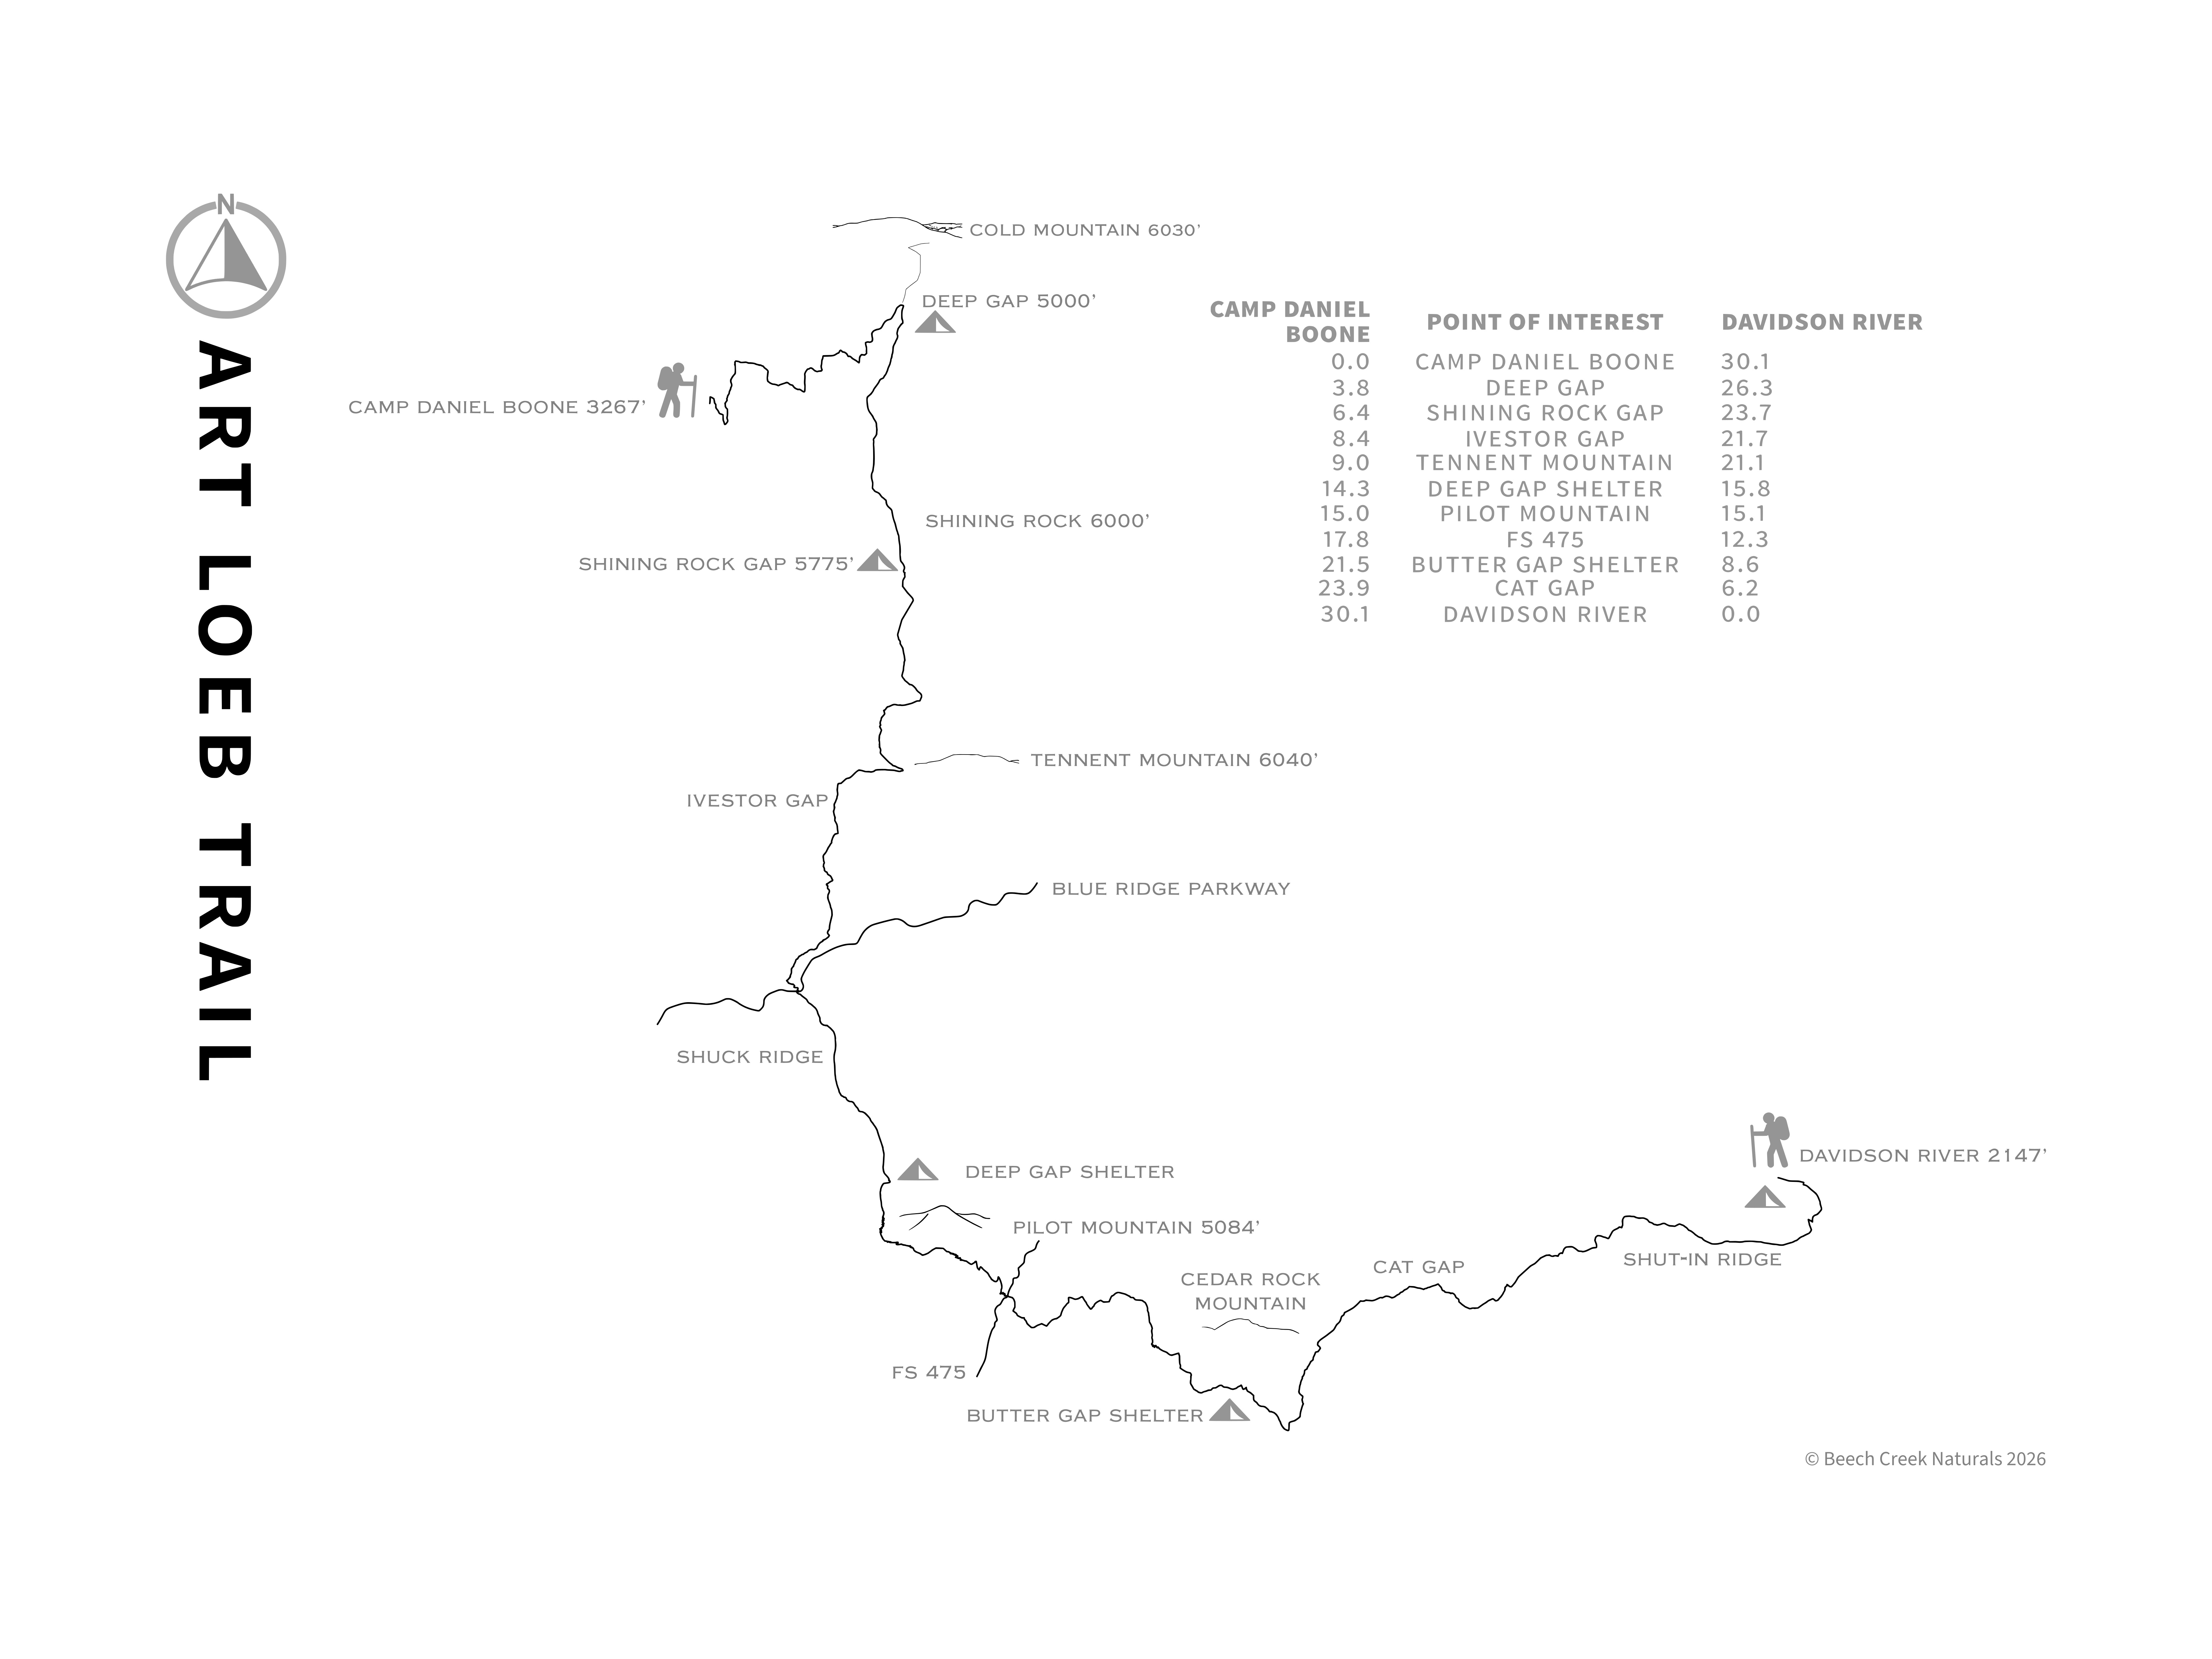 N
ART LOEB TRAIL
COLD MOUNTAIN 6030’
DEEP GAP 5000’
CAMP DANIEL BOONE 3267’
SHINING ROCK 6000’
SHINING ROCK GAP 5775’
TENNENT MOUNTAIN 6040’
IVESTOR GAP
BLUE RIDGE PARKWAY
SHUCK RIDGE
DEEP GAP SHELTER
PILOT MOUNTAIN 5084’
FS 475
BUTTER GAP SHELTER
CEDAR ROCK
MOUNTAIN
CAT GAP
SHUT-IN RIDGE
DAVIDSON RIVER 2147’
CAMP DANIEL
BOONE
POINT OF INTEREST
DAVIDSON RIVER
0.0 CAMP DANIEL BOONE 30.1
3.8 DEEP GAP 26.3
6.4 SHINING ROCK GAP 23.7
8.4 IVESTOR GAP 21.7
9.0 TENNENT MOUNTAIN 21.1
14.3 DEEP GAP SHELTER 15.8
15.0 PILOT MOUNTAIN 15.1
17.8 FS 475 12.3
21.5 BUTTER GAP SHELTER 8.6
23.9 CAT GAP 6.2
30.1 DAVIDSON RIVER 0.0
© Beech Creek Naturals 2026